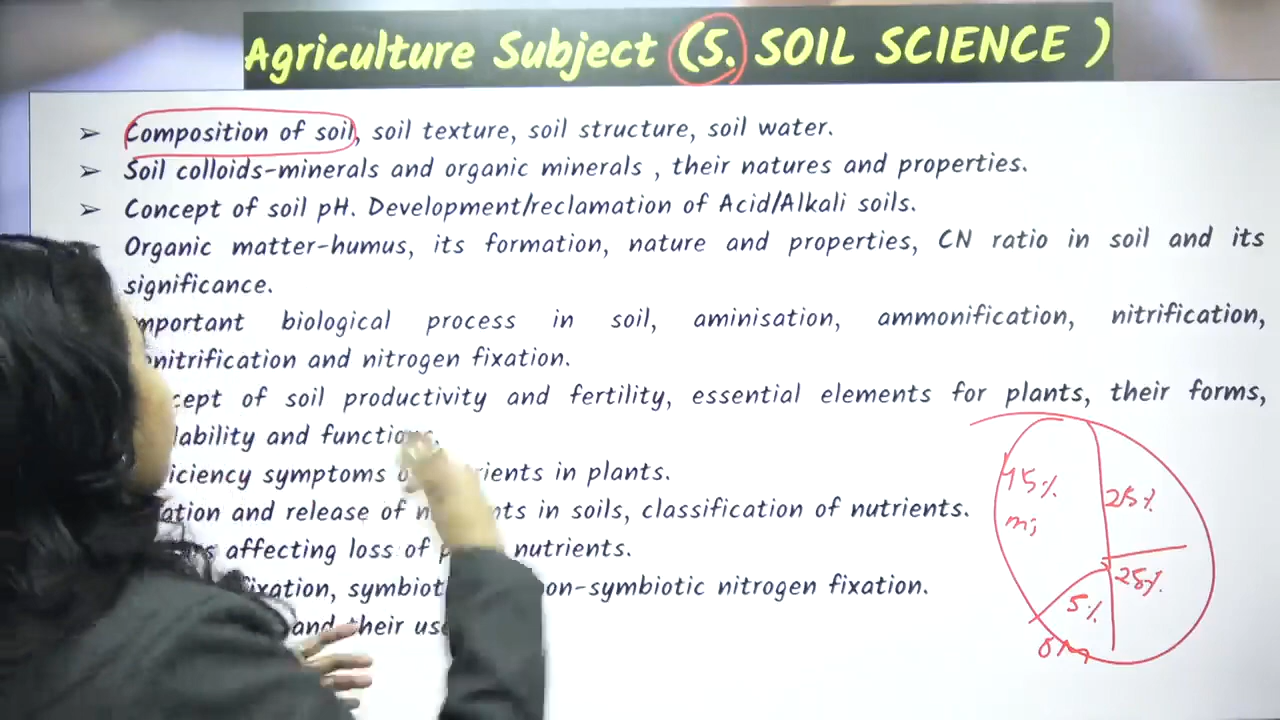 Agriculture Subject (5. SOIL SCIENCE )
➢ Composition of soil, soil texture, soil structure, soil water.
➢ Soil colloids-minerals and organic minerals , their natures and properties.
➢ Concept of soil pH. Development/reclamation of Acid/Alkali soils.
Organic matter-humus, its formation, nature and properties, CN ratio in soil and its
significance.
mportant biological process in soil, aminisation, ammonification, nitrification,
nitrification and nitrogen fixation.
cept of soil productivity and fertility, essential elements for plants, their forms,
lability and functions.
iciency symptoms rients in plants.
ation and release of nts in soils, classification of nutrients.
affecting loss of nutrients.
ixation, symbiot on-symbiotic nitrogen fixation.
and their us
45%
25%
25%
5%
OM